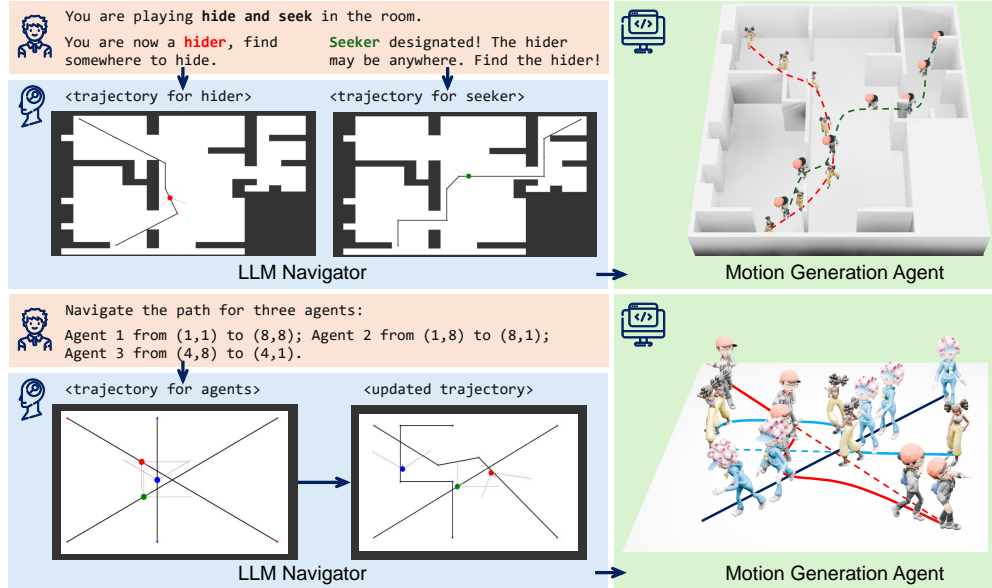 You are playing hide and seek in the room.
You are now a hider, find
somewhere to hide.
Seeker designated! The hider
may be anywhere. Find the hider!
<trajectory for hider>
<trajectory for seeker>
LLM Navigator
Motion Generation Agent
Navigate the path for three agents:
Agent 1 from (1,1) to (8,8); Agent 2 from (1,8) to (8,1);
Agent 3 from (4,8) to (4,1).
<trajectory for agents>
<updated trajectory>
LLM Navigator
Motion Generation Agent